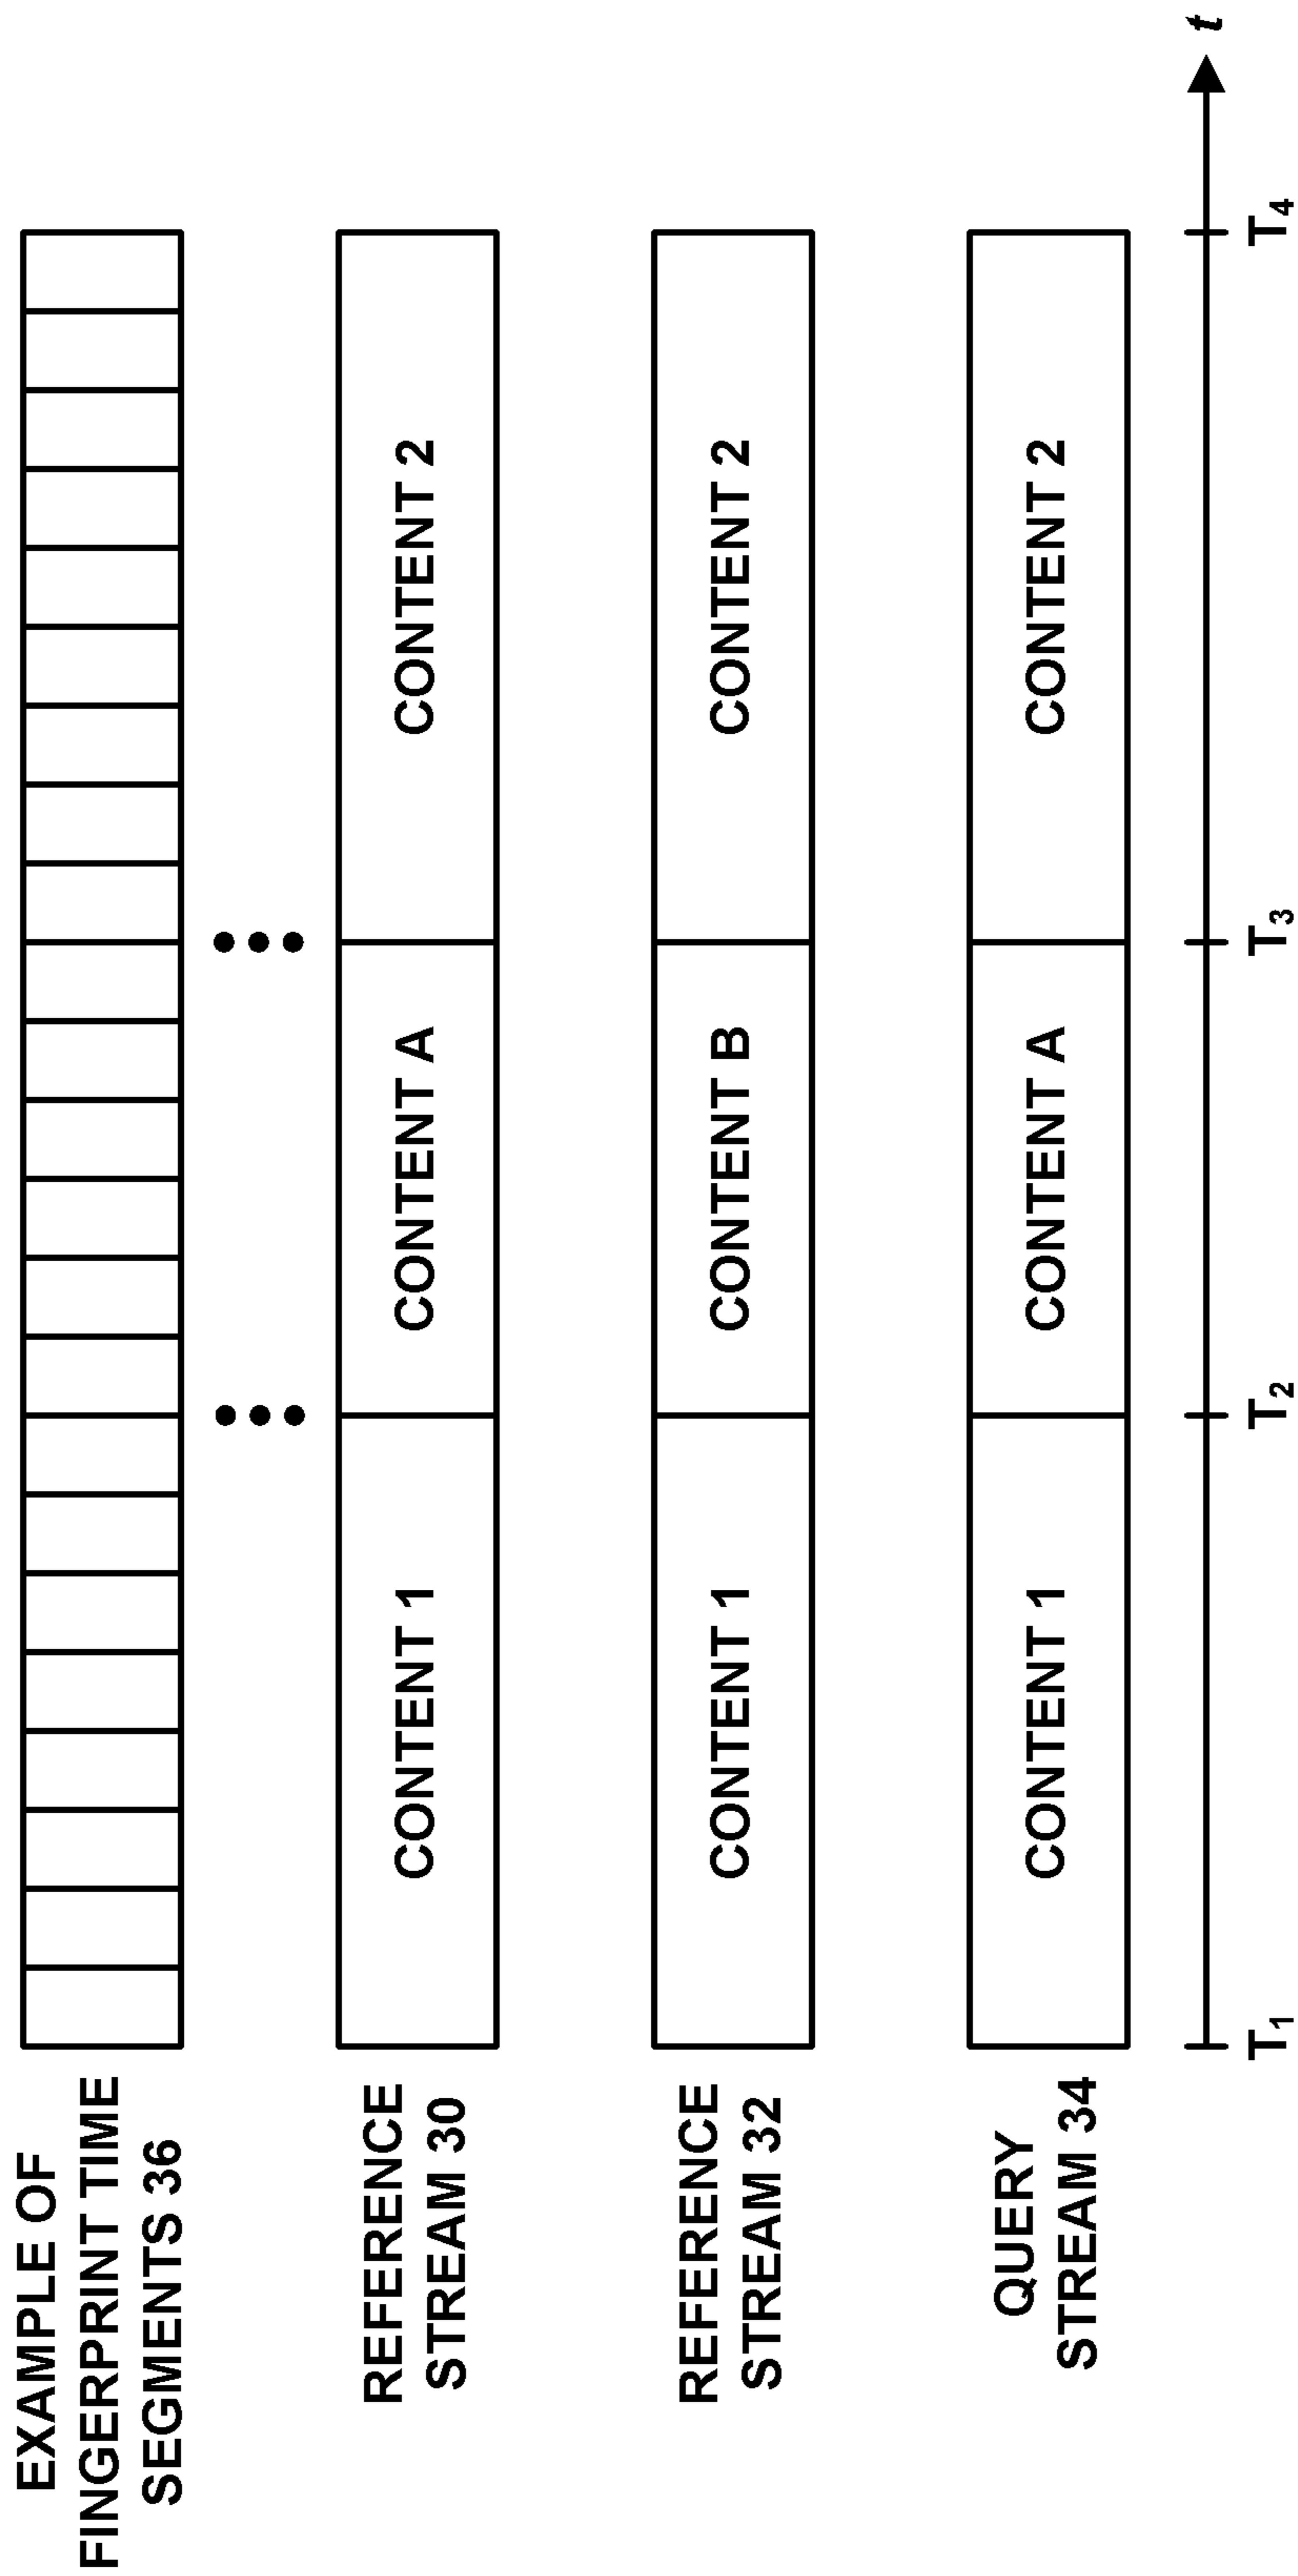 EXAMPLE OF
FINGERPRINT TIME
SEGMENTS 36
REFERENCE
STREAM 30
CONTENT 1
CONTENT A
CONTENT 2
REFERENCE
STREAM 32
CONTENT 1
CONTENT B
CONTENT 2
QUERY
STREAM 34
CONTENT 1
CONTENT A
CONTENT 2
t
T1
T2
T3
T4